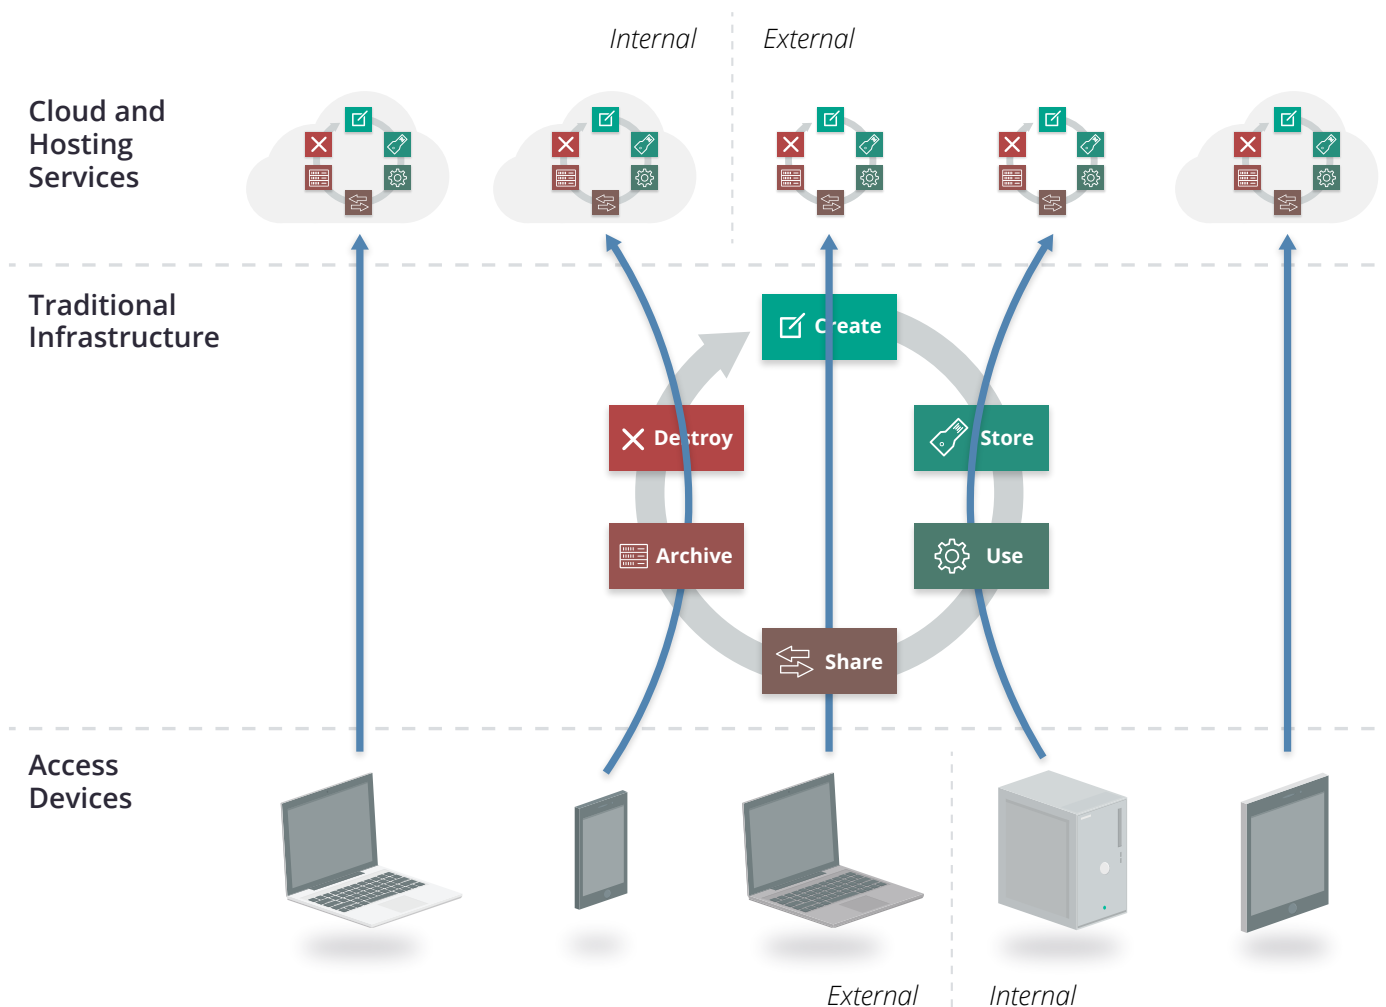 Internal
External
Cloud and
Hosting
Services
Traditional
Infrastructure
Create
Destroy
Store
Archive
Use
Share
Access
Devices
External
Internal